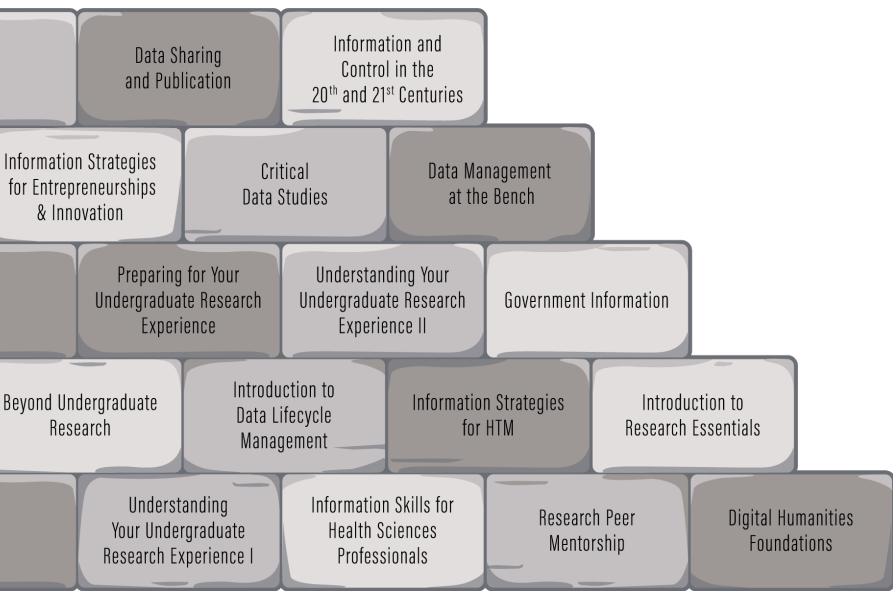 Data Sharing
and Publication
Information and
Control in the
20th and 21st Centuries
Information Strategies
for Entrepreneurships
& Innovation
Critical
Data Studies
Data Management
at the Bench
Preparing for Your
Undergraduate Research
Experience
Understanding Your
Undergraduate Research
Experience II
Government Information
Beyond Undergraduate
Research
Introduction to
Data Lifecycle
Management
Information Strategies
for HTM
Introduction to
Research Essentials
Understanding
Your Undergraduate
Research Experience I
Information Skills for
Health Sciences
Professionals
Research Peer
Mentorship
Digital Humanities
Foundations